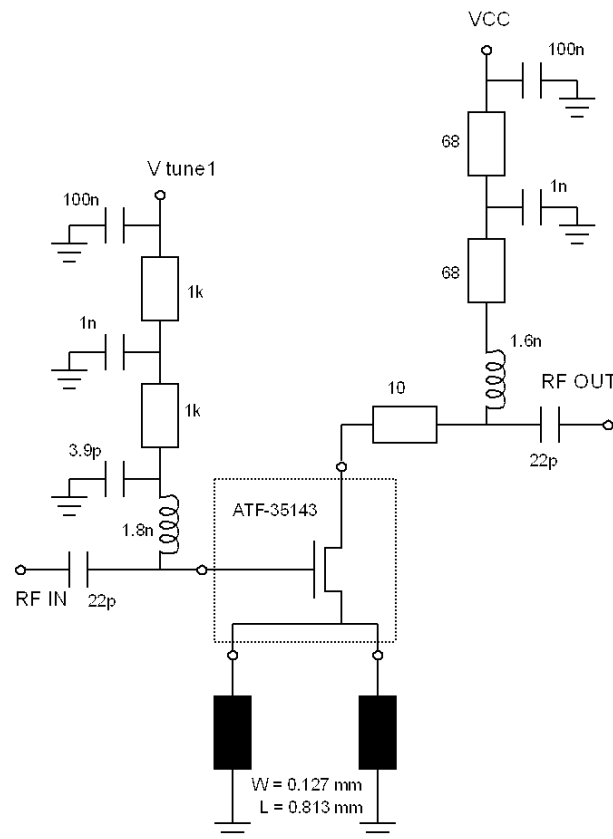 VCC
100n
68
1n
68
1.6n
RF OUT
10
22p
V tune1
100n
1k
1n
1k
3.9p
1.8n
ATF-35143
RF IN
22p
W = 0.127 mm
L = 0.813 mm